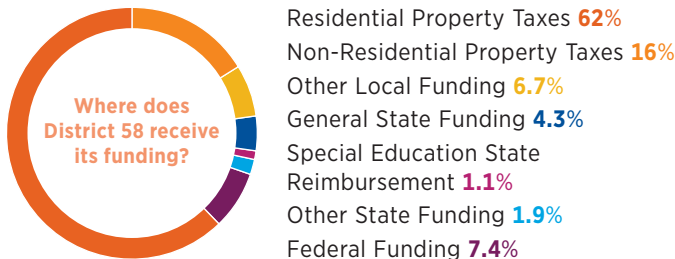 Where does
District 58 receive
its funding?
Residential Property Taxes 62%
Non-Residential Property Taxes 16%
Other Local Funding 6.7%
General State Funding 4.3%
Special Education State
Reimbursement 1.1%
Other State Funding 1.9%
Federal Funding 7.4%